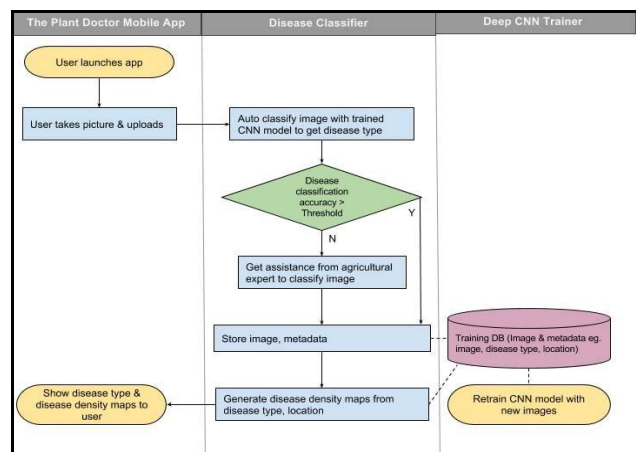 The Plant Doctor Mobile App
Disease Classifier
Deep CNN Trainer
User launches app
User takes picture & uploads
Auto classify image with trained
CNN model to get disease type
Disease
classification
accuracy >
Threshold
Y
N
Get assistance from agricultural
expert to classify image
Store image, metadata
Training DB (Image & metadata eg.
image, disease type, location)
Show disease type &
disease density maps to
user
Generate disease density maps from
disease type, location
Retrain CNN model with
new images